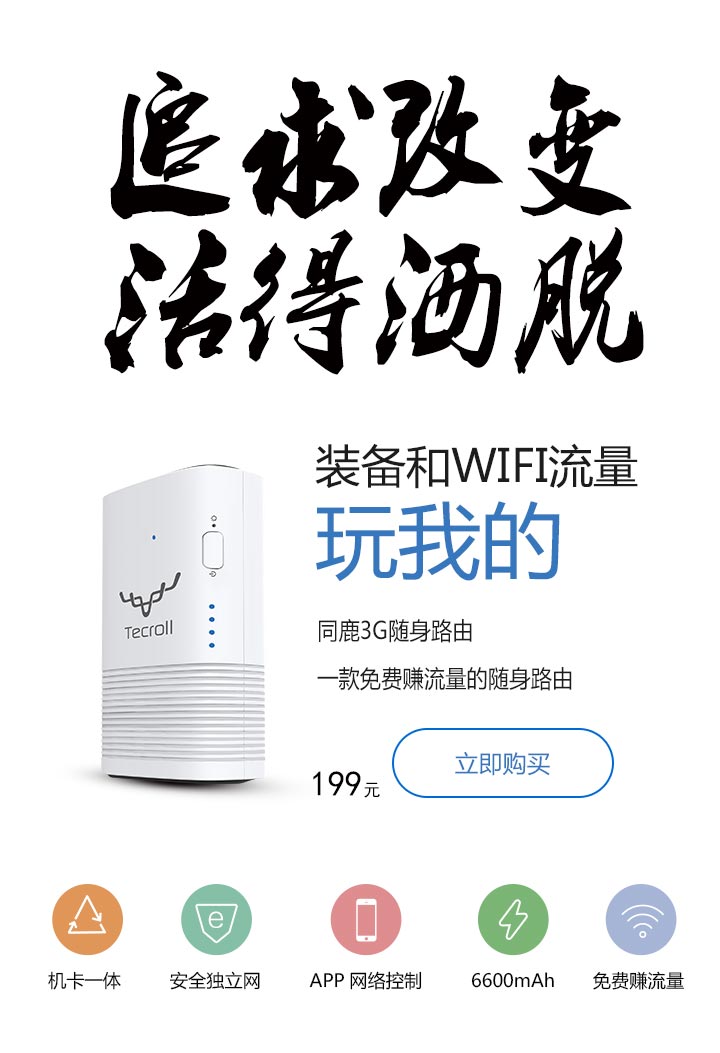 追求改变
活得洒脱
装备和WIFI流量
玩我的
Tecroll
同鹿3G随身路由
一款免费赚流量的随身路由
199元
立即购买
e
机卡一体
安全独立网
APP 网络控制
6600mAh
免费赚流量